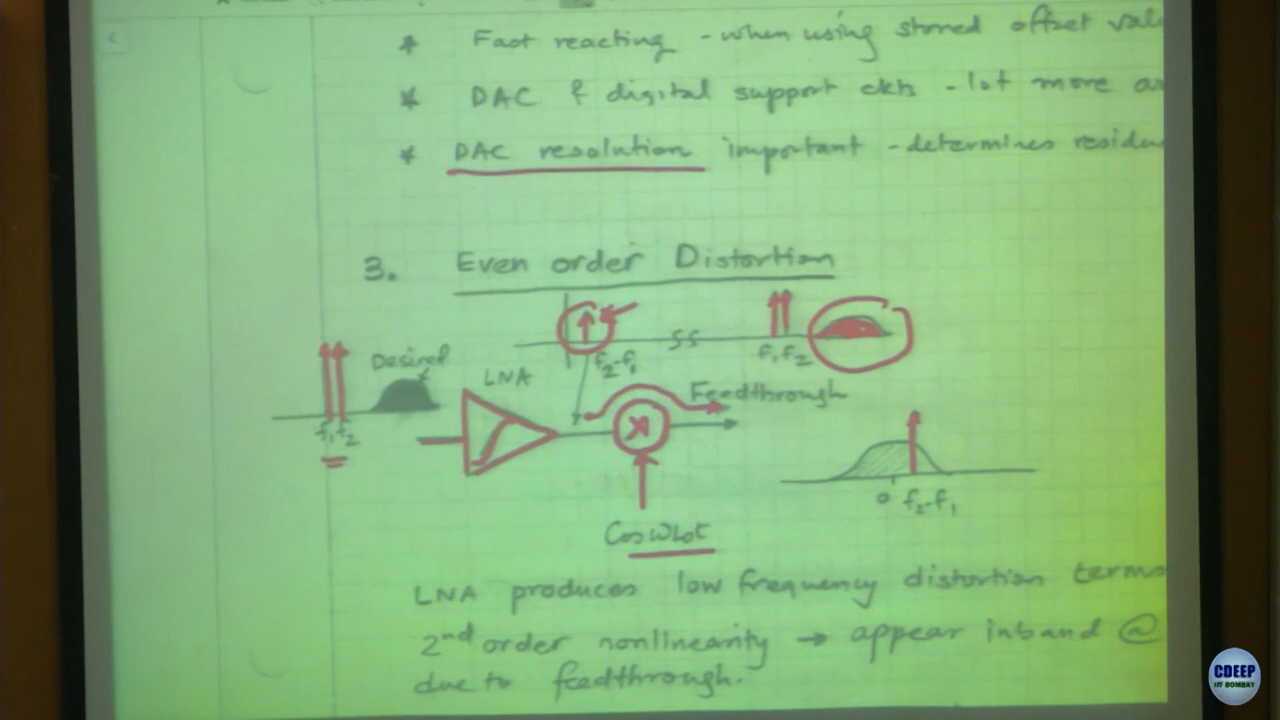 * Fast reacting - when using stored offset val
* DAC & digital support ckts - lot more a
* DAC resolution important - determines residu
3. Even order Distortion
f₁ f₂
Desired
LNA
f₂-f₁
f₁ f₂
Feedthrough
Cos ωLot
0 f₂-f₁
LNA produces low frequency distortion terms
2nd order nonlinearity → appear inband @
due to feedthrough.
CDEEP
IIT BOMBAY